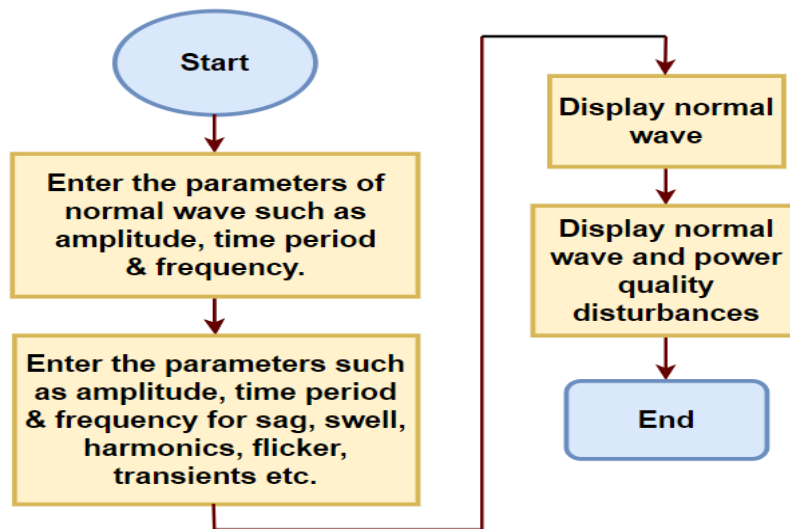 Start
Enter the parameters of
normal wave such as
amplitude, time period
& frequency.
Enter the parameters such
as amplitude, time period
& frequency for sag, swell,
harmonics, flicker,
transients etc.
Display normal
wave
Display normal
wave and power
quality
disturbances
End